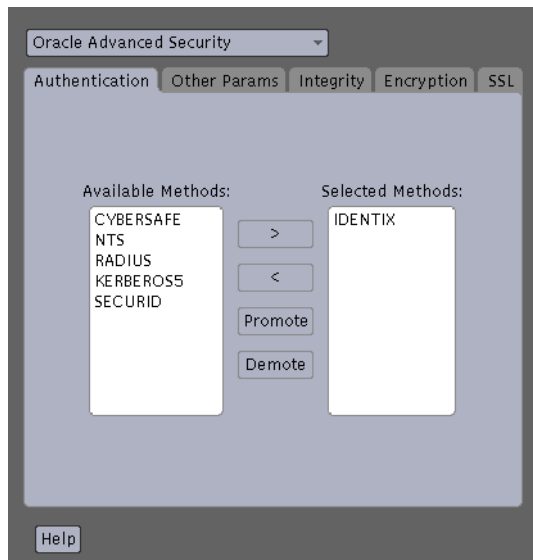 Oracle Advanced Security
Authentication Other Params Integrity Encryption SSL
Available Methods: Selected Methods:
CYBERSAFE
NTS
RADIUS
KERBEROS5
SECURID
>
<
Promote
Demote
IDENTIX
Help